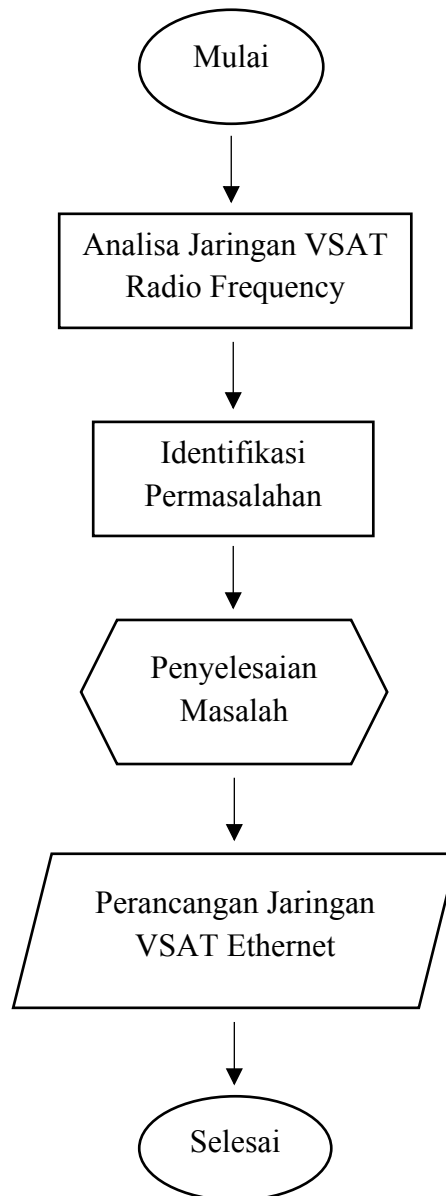 Mulai
Analisa Jaringan VSAT
Radio Frequency
Identifikasi
Permasalahan
Penyelesaian
Masalah
Perancangan Jaringan
VSAT Ethernet
Selesai